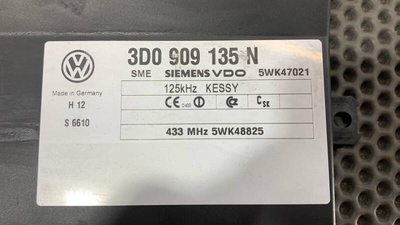 3D0 909 135 N
SME SIEMENS VDO 5WK47021
Made in Germany
125kHz KESSY
H 12
S 6610
433 MHz 5WK48825